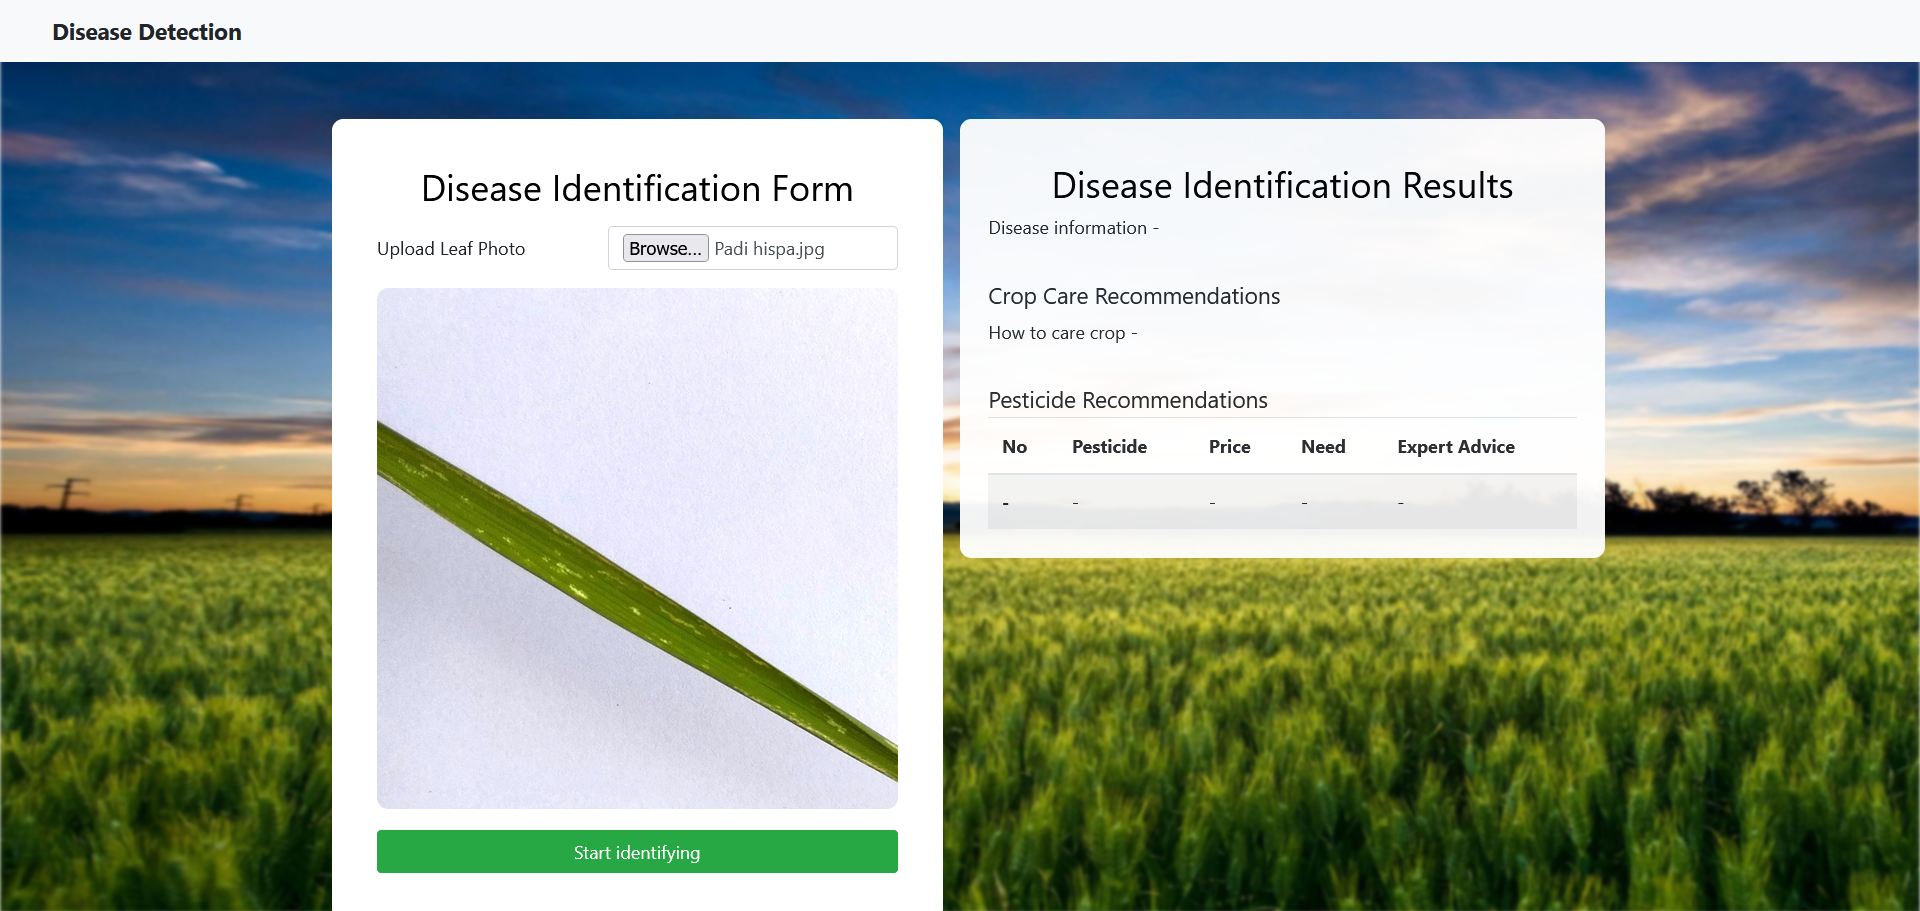 Disease Detection
Disease Identification Form
Upload Leaf Photo
Browse... Padi hispa.jpg
Start identifying
Disease Identification Results
Disease information -
Crop Care Recommendations
How to care crop -
Pesticide Recommendations
No Pesticide Price Need Expert Advice
- - - - -